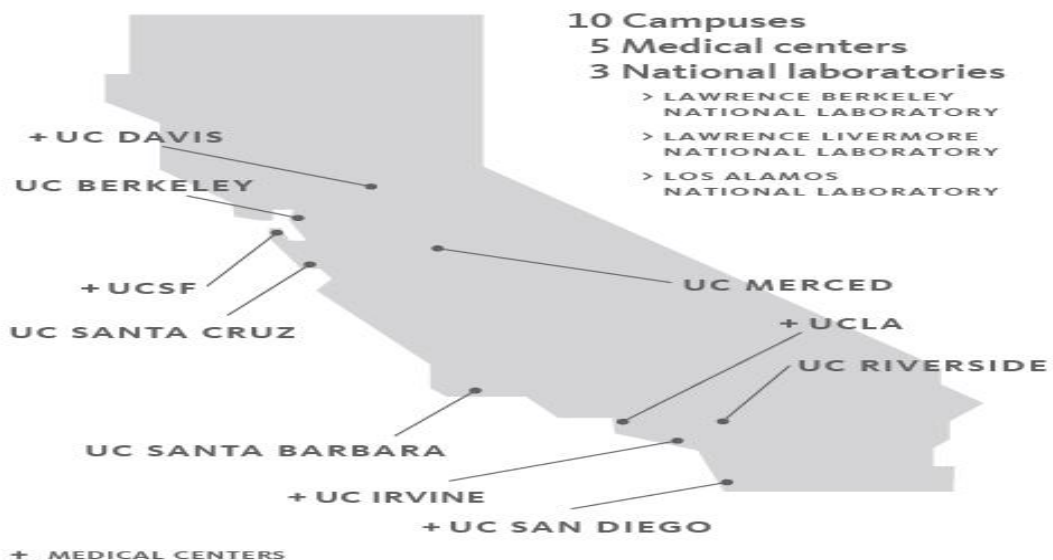 10 Campuses
5 Medical centers
3 National laboratories
> LAWRENCE BERKELEY
NATIONAL LABORATORY
> LAWRENCE LIVERMORE
NATIONAL LABORATORY
> LOS ALAMOS
NATIONAL LABORATORY
+ UC DAVIS
UC BERKELEY
+ UCSF
UC SANTA CRUZ
UC MERCED
+ UCLA
UC RIVERSIDE
UC SANTA BARBARA
+ UC IRVINE
+ UC SAN DIEGO
+ MEDICAL CENTERS